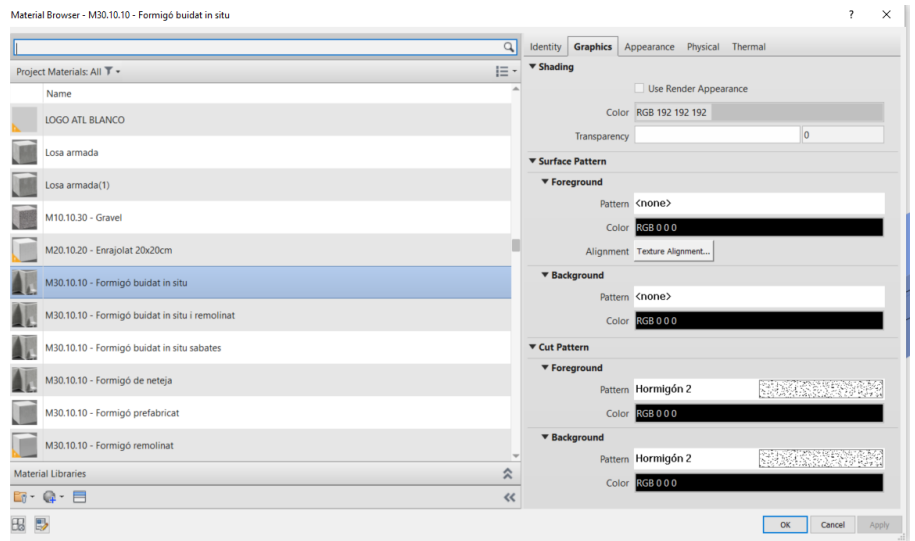 Material Browser - M30.10.10 - Formigó buidat in situ
?
Project Materials: All
Name
LOGO ATL BLANCO
Losa armada
Losa armada(1)
M10.10.30 - Gravel
M20.10.20 - Enrajolat 20x20cm
M30.10.10 - Formigó buidat in situ
M30.10.10 - Formigó buidat in situ i remolinat
M30.10.10 - Formigó buidat in situ sabates
M30.10.10 - Formigó de neteja
M30.10.10 - Formigó prefabricat
M30.10.10 - Formigó remolinat
Material Libraries
Identity Graphics Appearance Physical Thermal
Shading
Use Render Appearance
Color RGB 192 192 192
Transparency 0
Surface Pattern
Foreground
Pattern <none>
Color RGB 0 0 0
Alignment Texture Alignment...
Background
Pattern <none>
Color RGB 0 0 0
Cut Pattern
Foreground
Pattern Hormigón 2
Color RGB 0 0 0
Background
Pattern Hormigón 2
Color RGB 0 0 0
OK Cancel Apply